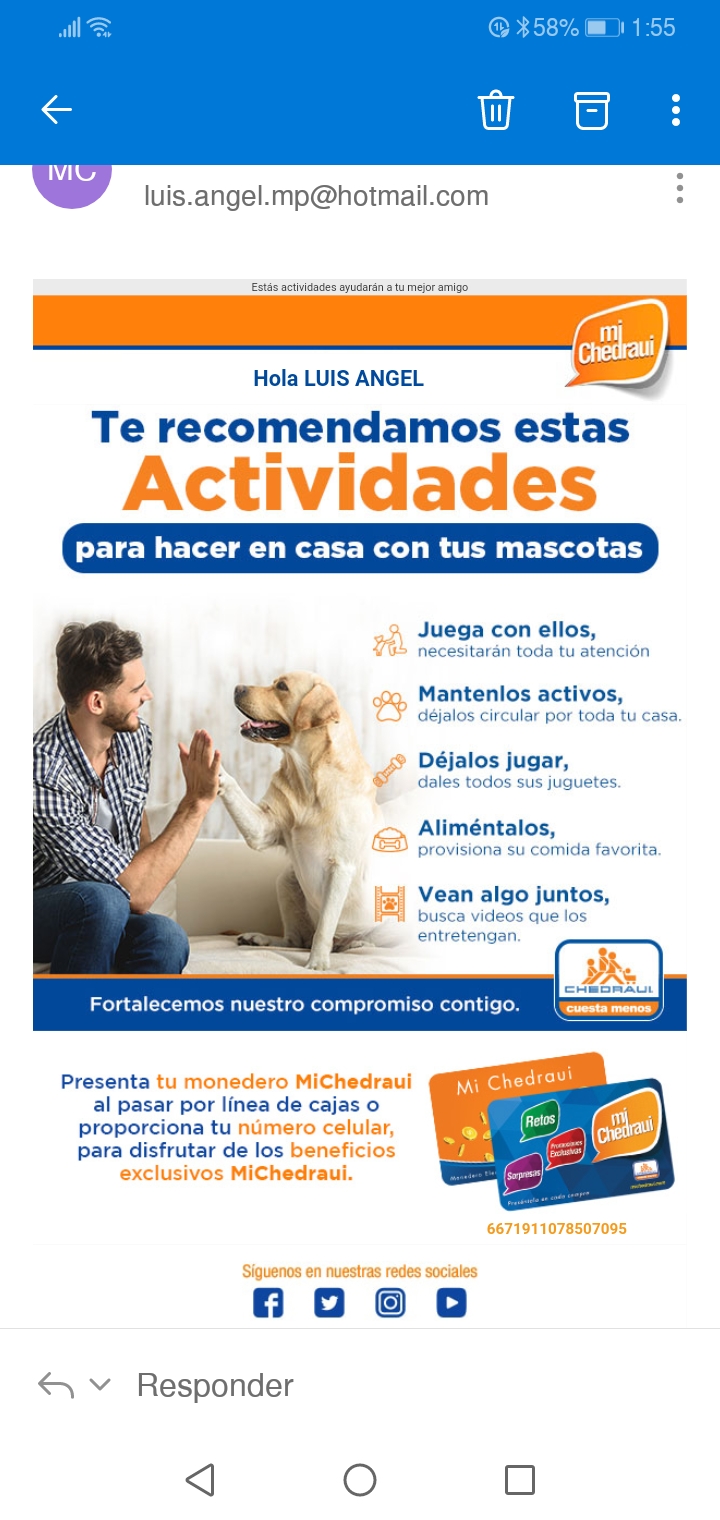 58% 1:55
MC
luis.angel.mp@hotmail.com
Estás actividades ayudarán a tu mejor amigo
mi
Chedraui
Hola LUIS ANGEL
Te recomendamos estas
Actividades
para hacer en casa con tus mascotas
Juega con ellos,
necesitarán toda tu atención
Mantenlos activos,
déjalos circular por toda tu casa.
Déjalos jugar,
dales todos sus juguetes.
Aliméntalos,
provisiona su comida favorita.
Vean algo juntos,
busca videos que los
entretengan.
Fortalecemos nuestro compromiso contigo.
CHEDRAUI
cuesta menos
Presenta tu monedero MiChedraui
al pasar por línea de cajas o
proporciona tu número celular,
para disfrutar de los beneficios
exclusivos MiChedraui.
Mi Chedraui
Monedero
Retos
Promociones
Exclusivas
Sorpresas
mi
Chedraui
Preséntala en cada compra
6671911078507095
Síguenos en nuestras redes sociales
Responder